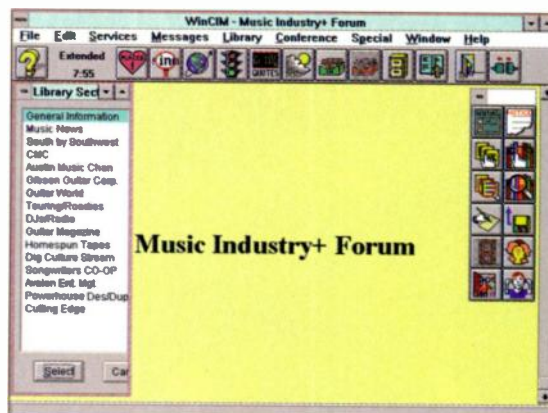 WinCIM - Music Industry+ Forum
File Edit Services Messages Library Conference Special Window Help
Extended
7:55
Library Sect
General Information
Music News
South by Southwest
CMC
Austin Music Chan
Gibson Guitar Corp.
Guitar World
Touring/Roadies
DJs/Radio
Guitar Magazine
Homespun Tapes
Dig Culture Stream
Songwriters CO-OP
Avalon Ent. Mgt
Powerhouse Des/Dup
Cutting Edge
Select Can
Music Industry+ Forum